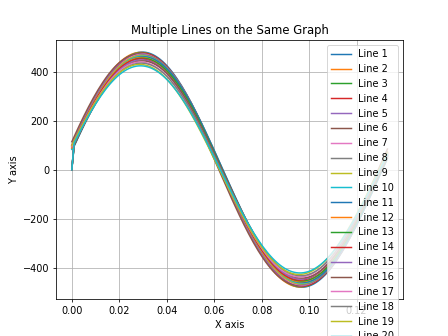 Multiple Lines on the Same Graph
Y axis
400
200
0
−200
−400
0.00
0.02
0.04
0.06
0.08
0.10
X axis
Line 1
Line 2
Line 3
Line 4
Line 5
Line 6
Line 7
Line 8
Line 9
Line 10
Line 11
Line 12
Line 13
Line 14
Line 15
Line 16
Line 17
Line 18
Line 19
Line 20